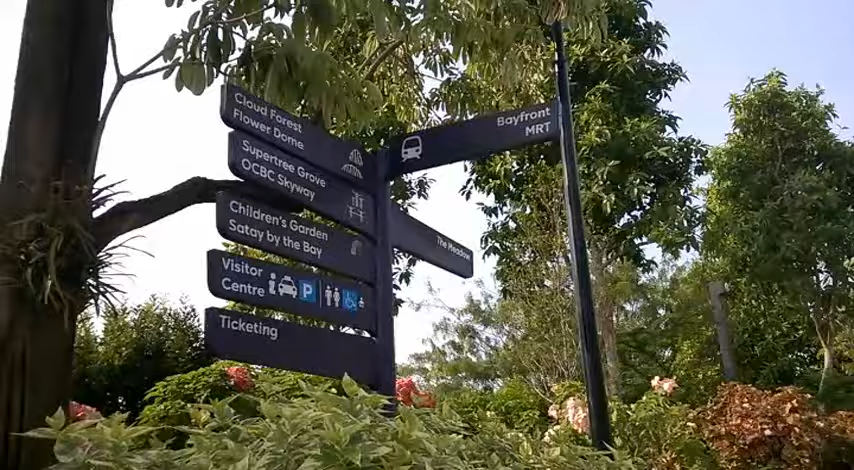 Cloud Forest
Flower Dome
Supertree Grove
OCBC Skyway
Children's Garden
Satay by the Bay
Visitor
Centre
P
Ticketing
Bayfront
MRT
The Meadow